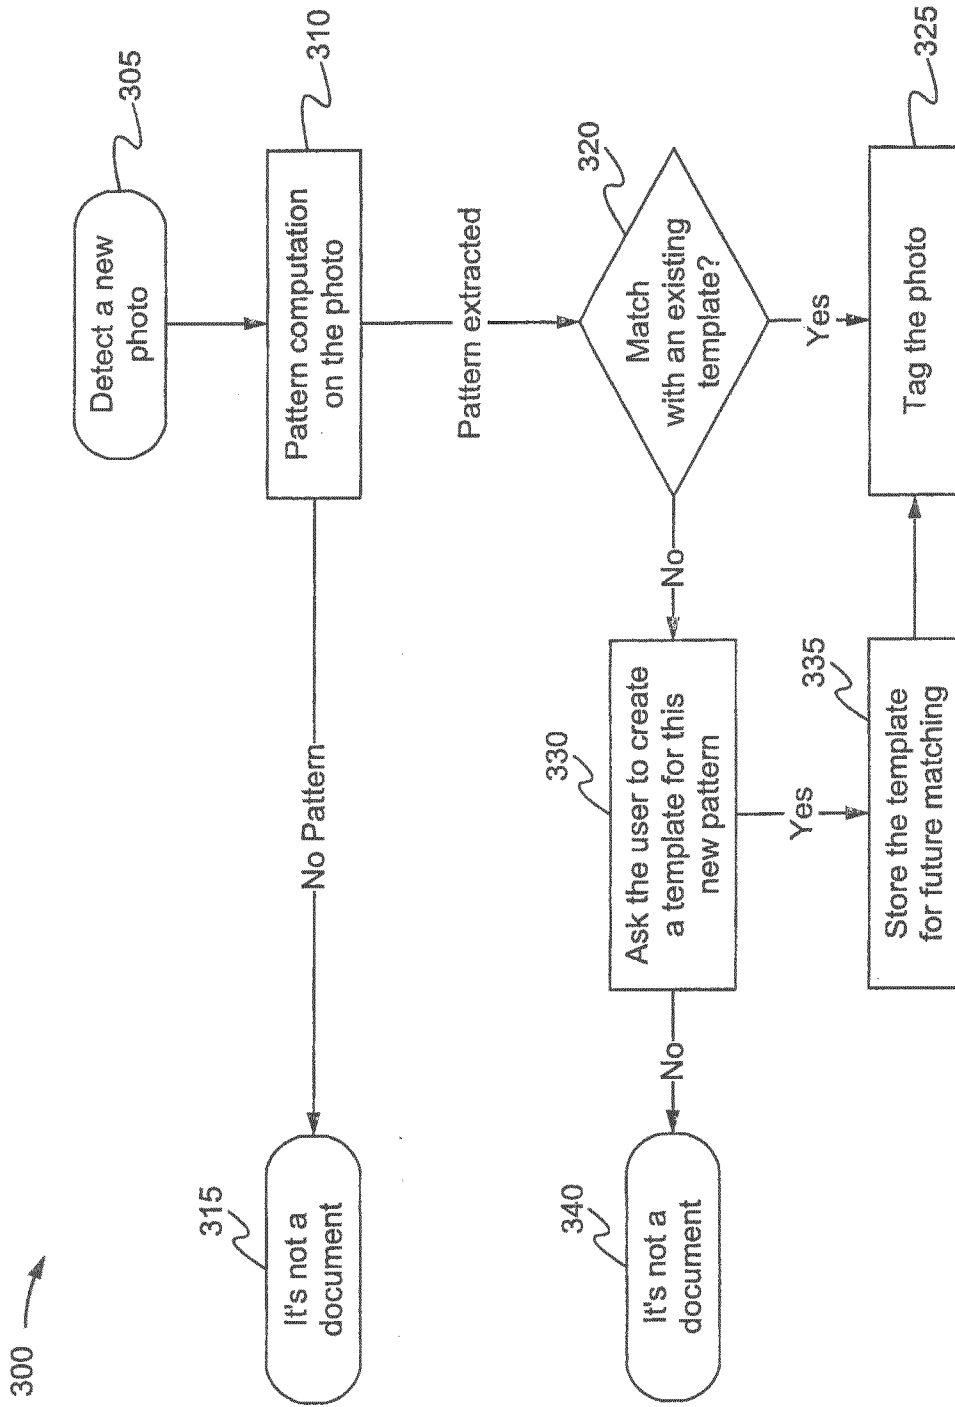 300
305
Detect a new
photo
310
Pattern computation
on the photo
No Pattern
315
It's not a
document
Pattern extracted
320
Match
with an existing
template?
No
Yes
330
Ask the user to create
a template for this
new pattern
No
Yes
340
It's not a
document
335
Store the template
for future matching
325
Tag the photo